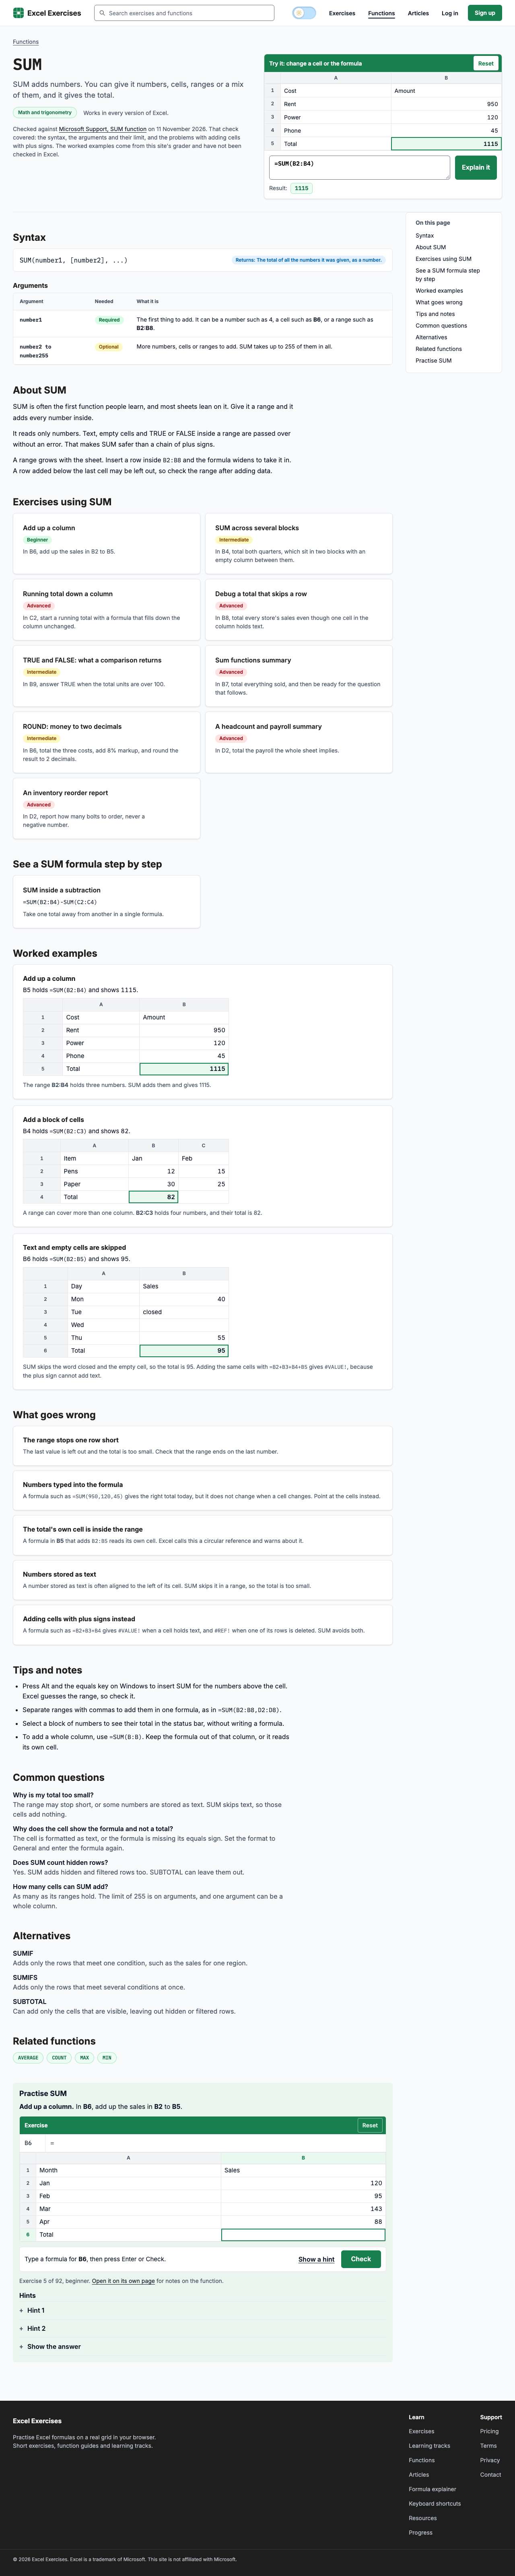 Excel Exercises
Search exercises and functions
Exercises
Functions
Articles
Log in
Sign up
Functions
SUM
SUM adds numbers. You can give it numbers, cells, ranges or a mix
of them, and it gives the total.
Math and trigonometry
Works in every version of Excel.
Checked against Microsoft Support, SUM function on 11 November 2026. That check
covered: the syntax, the arguments and their limit, and the problems with adding cells
with plus signs. The worked examples come from this site's grader and have not been
checked in Excel.
Try it: change a cell or the formula
Reset
A B
1 Cost Amount
2 Rent 950
3 Power 120
4 Phone 45
5 Total 1115
=SUM(B2:B4)
Explain it
Result: 1115
On this page
Syntax
About SUM
Exercises using SUM
See a SUM formula step
by step
Worked examples
What goes wrong
Tips and notes
Common questions
Alternatives
Related functions
Practise SUM
Syntax
SUM(number1, [number2], ...)
Returns: The total of all the numbers it was given, as a number.
Arguments
Argument Needed What it is
number1 Required The first thing to add. It can be a number such as 4, a cell such as B6, or a range such as
B2:B8.
number2 to Optional More numbers, cells or ranges to add. SUM takes up to 255 of them in all.
number255
About SUM
SUM is often the first function people learn, and most sheets lean on it. Give it a range and it
adds every number inside.
It reads only numbers. Text, empty cells and TRUE or FALSE inside a range are passed over
without an error. That makes SUM safer than a chain of plus signs.
A range grows with the sheet. Insert a row inside B2:B8 and the formula widens to take it in.
A row added below the last cell may be left out, so check the range after adding data.
Exercises using SUM
Add up a column
Beginner
In B6, add up the sales in B2 to B5.
SUM across several blocks
Intermediate
In B4, total both quarters, which sit in two blocks with an
empty column between them.
Running total down a column
Advanced
In C2, start a running total with a formula that fills down the
column unchanged.
Debug a total that skips a row
Advanced
In B8, total every store's sales even though one cell in the
column holds text.
TRUE and FALSE: what a comparison returns
Intermediate
In B9, answer TRUE when the total units are over 100.
Sum functions summary
Advanced
In B7, total everything sold, and then be ready for the question
that follows.
ROUND: money to two decimals
Intermediate
In B6, total the three costs, add 8% markup, and round the
result to 2 decimals.
A headcount and payroll summary
Advanced
In D2, total the payroll the whole sheet implies.
An inventory reorder report
Advanced
In D2, report how many bolts to order, never a
negative number.
See a SUM formula step by step
SUM inside a subtraction
=SUM(B2:B4)-SUM(C2:C4)
Take one total away from another in a single formula.
Worked examples
Add up a column
B5 holds =SUM(B2:B4) and shows 1115.
A B
1 Cost Amount
2 Rent 950
3 Power 120
4 Phone 45
5 Total 1115
The range B2:B4 holds three numbers. SUM adds them and gives 1115.
Add a block of cells
B4 holds =SUM(B2:C3) and shows 82.
A B C
1 Item Jan Feb
2 Pens 12 15
3 Paper 30 25
4 Total 82
A range can cover more than one column. B2:C3 holds four numbers, and their total is 82.
Text and empty cells are skipped
B6 holds =SUM(B2:B5) and shows 95.
A B
1 Day Sales
2 Mon 40
3 Tue closed
4 Wed
5 Thu 55
6 Total 95
SUM skips the word closed and the empty cell, so the total is 95. Adding the same cells with =B2+B3+B4+B5 gives #VALUE!, because
the plus sign cannot add text.
What goes wrong
The range stops one row short
The last value is left out and the total is too small. Check that the range ends on the last number.
Numbers typed into the formula
A formula such as =SUM(950,120,45) gives the right total today, but it does not change when a cell changes. Point at the cells instead.
The total's own cell is inside the range
A formula in B5 that adds B2:B5 reads its own cell. Excel calls this a circular reference and warns about it.
Numbers stored as text
A number stored as text is often aligned to the left of its cell. SUM skips it in a range, so the total is too small.
Adding cells with plus signs instead
A formula such as =B2+B3+B4 gives #VALUE! when a cell holds text, and #REF! when one of its rows is deleted. SUM avoids both.
Tips and notes
• Press Alt and the equals key on Windows to insert SUM for the numbers above the cell.
Excel guesses the range, so check it.
• Separate ranges with commas to add them in one formula, as in =SUM(B2:B8,D2:D8).
• Select a block of numbers to see their total in the status bar, without writing a formula.
• To add a whole column, use =SUM(B:B). Keep the formula out of that column, or it reads
its own cell.
Common questions
Why is my total too small?
The range may stop short, or some numbers are stored as text. SUM skips text, so those
cells add nothing.
Why does the cell show the formula and not a total?
The cell is formatted as text, or the formula is missing its equals sign. Set the format to
General and enter the formula again.
Does SUM count hidden rows?
Yes. SUM adds hidden and filtered rows too. SUBTOTAL can leave them out.
How many cells can SUM add?
As many as its ranges hold. The limit of 255 is on arguments, and one argument can be a
whole column.
Alternatives
SUMIF
Adds only the rows that meet one condition, such as the sales for one region.
SUMIFS
Adds only the rows that meet several conditions at once.
SUBTOTAL
Can add only the cells that are visible, leaving out hidden or filtered rows.
Related functions
AVERAGE COUNT MAX MIN
Practise SUM
Add up a column. In B6, add up the sales in B2 to B5.
Exercise
Reset
B6 =
A B
1 Month Sales
2 Jan 120
3 Feb 95
4 Mar 143
5 Apr 88
6 Total
Type a formula for B6, then press Enter or Check.
Show a hint
Check
Exercise 5 of 82, beginner. Open it on its own page for notes on the function.
Hints
+ Hint 1
+ Hint 2
+ Show the answer
Excel Exercises
Practise Excel formulas on a real grid in your browser.
Short exercises, function guides and learning tracks.
Learn
Exercises
Learning tracks
Functions
Articles
Formula explainer
Keyboard shortcuts
Resources
Progress
Support
Pricing
Terms
Privacy
Contact
© 2026 Excel Exercises. Excel is a trademark of Microsoft. This site is not affiliated with Microsoft.